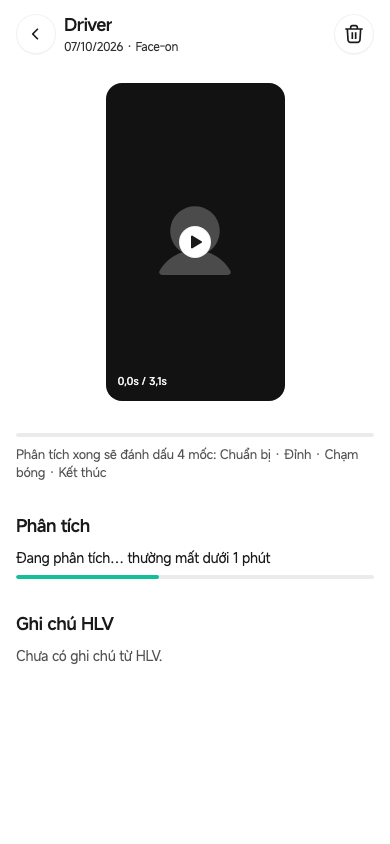 Driver
07/10/2026 · Face-on
0,0s / 3,1s
Phân tích xong sẽ đánh dấu 4 mốc: Chuẩn bị · Đỉnh · Chạm
bóng · Kết thúc
Phân tích
Đang phân tích… thường mất dưới 1 phút
Ghi chú HLV
Chưa có ghi chú từ HLV.